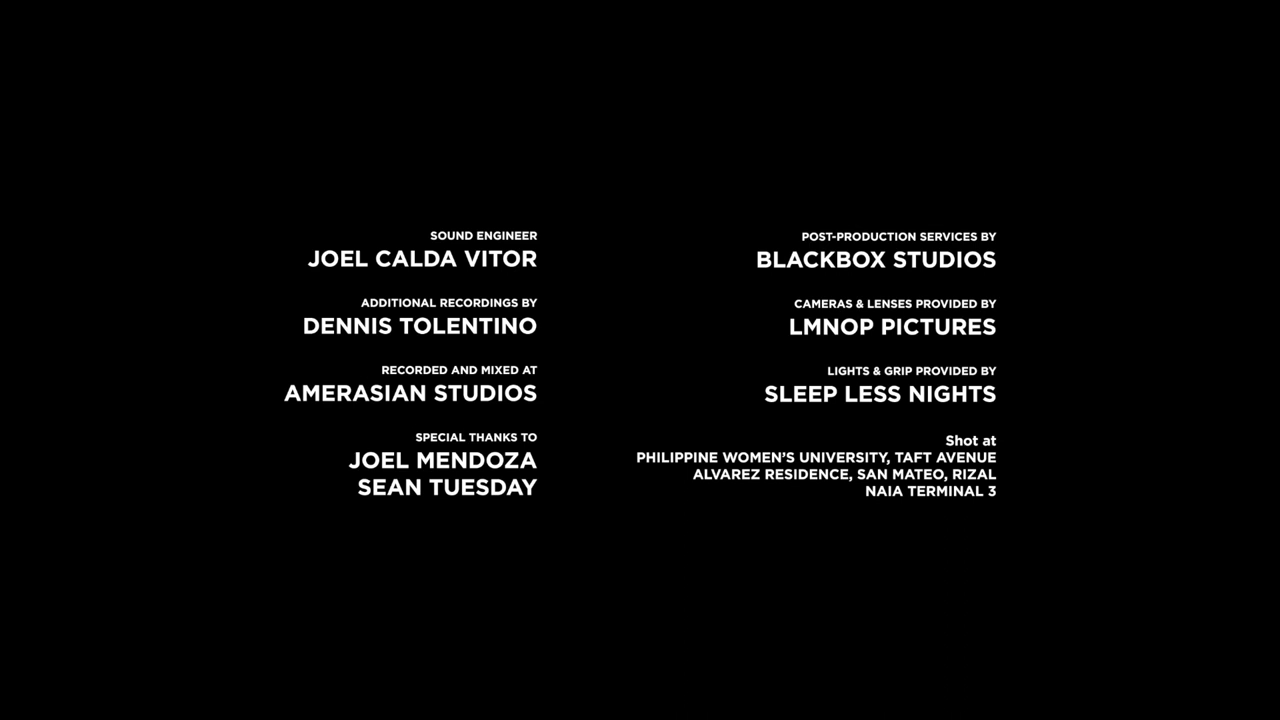 SOUND ENGINEER
JOEL CALDA VITOR
ADDITIONAL RECORDINGS BY
DENNIS TOLENTINO
RECORDED AND MIXED AT
AMERASIAN STUDIOS
SPECIAL THANKS TO
JOEL MENDOZA
SEAN TUESDAY
POST-PRODUCTION SERVICES BY
BLACKBOX STUDIOS
CAMERAS & LENSES PROVIDED BY
LMNOP PICTURES
LIGHTS & GRIP PROVIDED BY
SLEEP LESS NIGHTS
Shot at
PHILIPPINE WOMEN’S UNIVERSITY, TAFT AVENUE
ALVAREZ RESIDENCE, SAN MATEO, RIZAL
NAIA TERMINAL 3